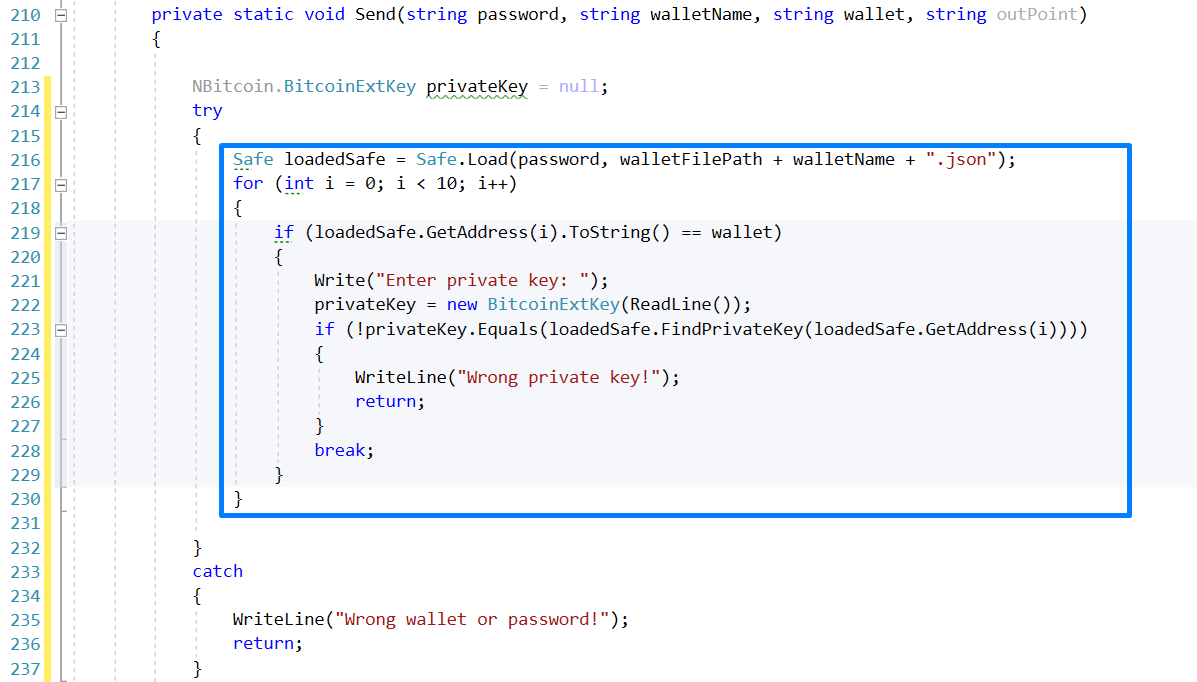 210 private static void Send(string password, string walletName, string wallet, string outPoint)
211 {
212
213 NBitcoin.BitcoinExtKey privateKey = null;
214 try
215 {
216 Safe loadedSafe = Safe.Load(password, walletFilePath + walletName + ".json");
217 for (int i = 0; i < 10; i++)
218 {
219 if (loadedSafe.GetAddress(i).ToString() == wallet)
220 {
221 Write("Enter private key: ");
222 privateKey = new BitcoinExtKey(ReadLine());
223 if (!privateKey.Equals(loadedSafe.FindPrivateKey(loadedSafe.GetAddress(i))))
224 {
225 WriteLine("Wrong private key!");
226 return;
227 }
228 break;
229 }
230 }
231
232 }
233 catch
234 {
235 WriteLine("Wrong wallet or password!");
236 return;
237 }